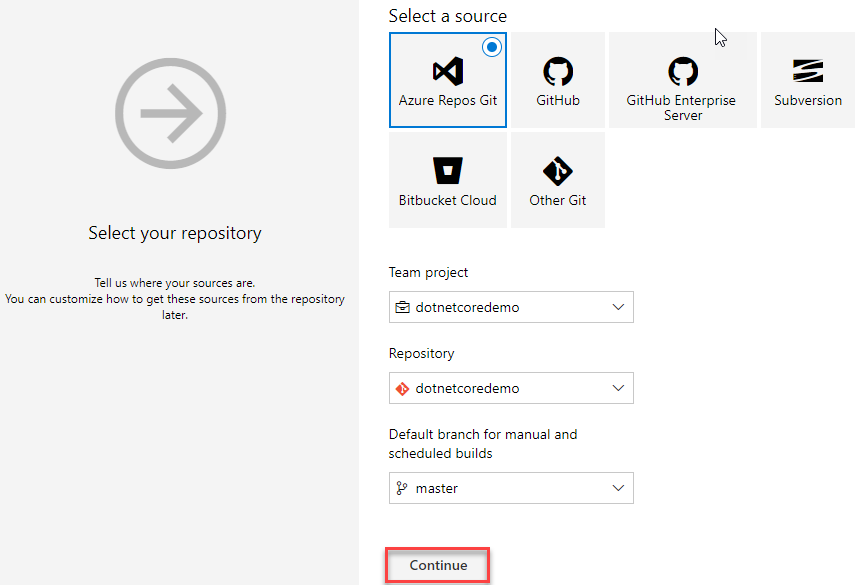 Select a source
Azure Repos Git
GitHub
GitHub Enterprise
Server
Subversion
Bitbucket Cloud
Other Git
Select your repository
Tell us where your sources are.
You can customize how to get these sources from the repository
later.
Team project
dotnetcoredemo
Repository
dotnetcoredemo
Default branch for manual and
scheduled builds
master
Continue